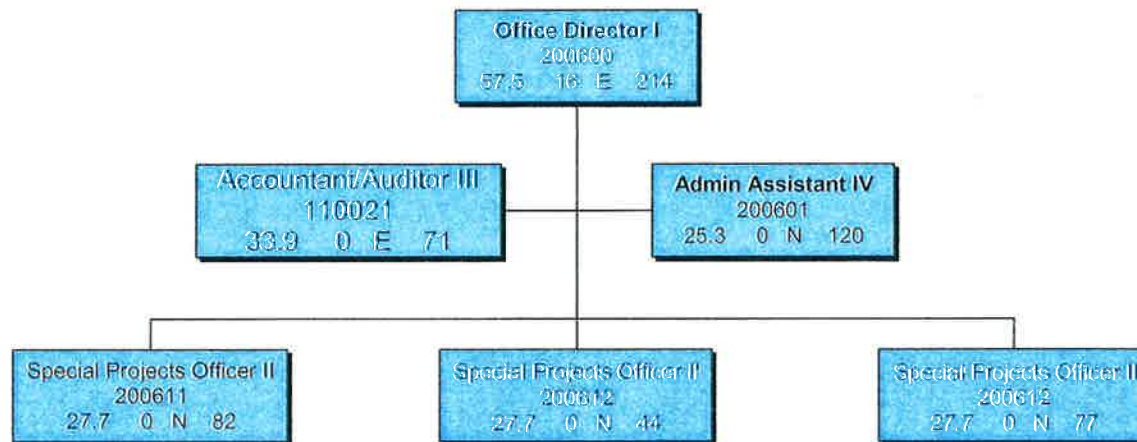 Office Director I
200600
57.5 16 E 214
Accountant/Auditor III
110021
33.9 0 E 71
Admin Assistant IV
200601
25.3 0 N 120
Special Projects Officer II
200611
27.7 0 N 82
Special Projects Officer II
200612
27.7 0 N 44
Special Projects Officer II
200612
27.7 0 N 77